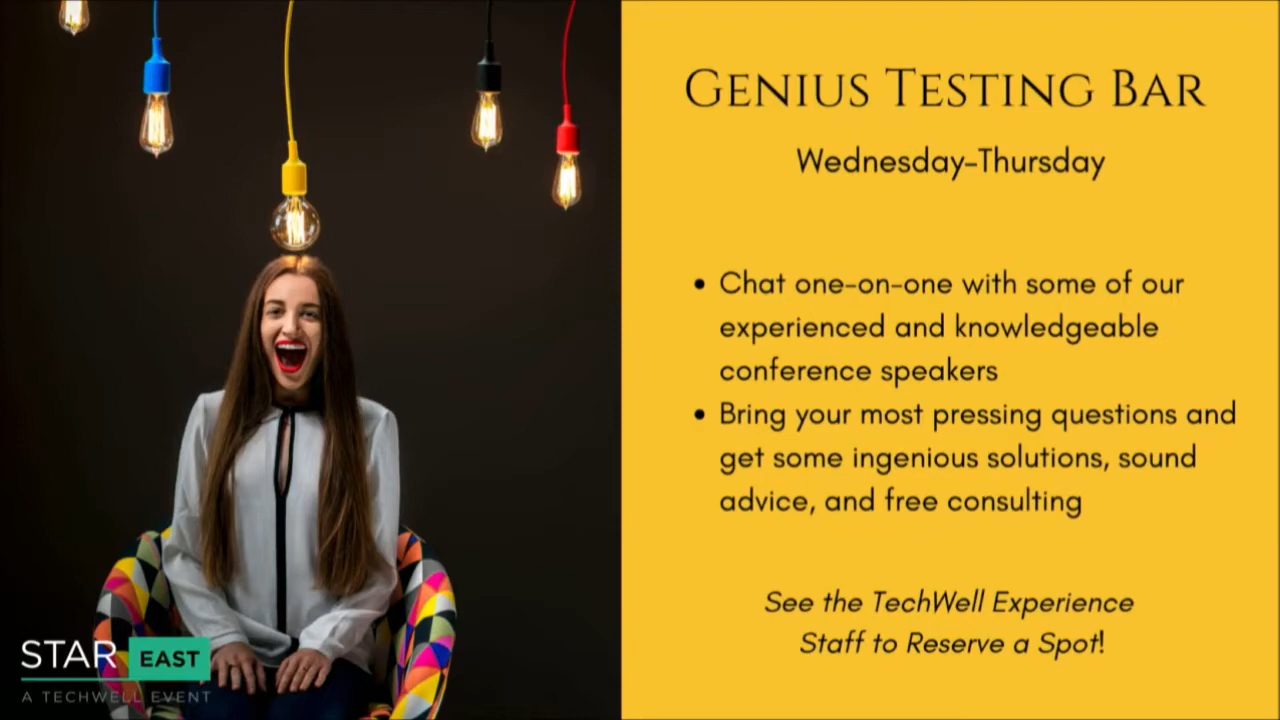 GENIUS TESTING BAR
Wednesday-Thursday
• Chat one-on-one with some of our
experienced and knowledgeable
conference speakers
• Bring your most pressing questions and
get some ingenious solutions, sound
advice, and free consulting
See the TechWell Experience
Staff to Reserve a Spot!
STAR EAST
A TECHWELL EVENT